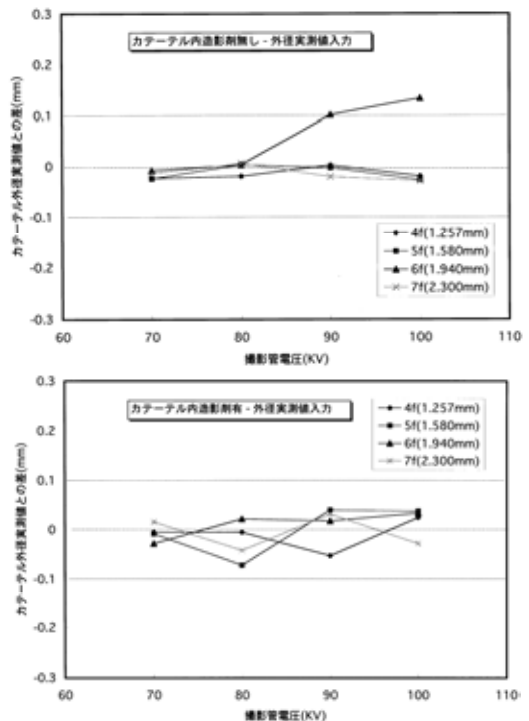 カテーテル内造影剤無し - 外径実測値入力
カテーテル外径実測値との差(mm)
0.3
0.2
0.1
0
-0.1
-0.2
-0.3
4f(1.257mm)
5f(1.580mm)
6f(1.940mm)
7f(2.300mm)
60
70
80
90
100
110
撮影管電圧(KV)
カテーテル内造影剤有 - 外径実測値入力
カテーテル外径実測値との差(mm)
0.3
0.2
0.1
0
-0.1
-0.2
-0.3
4f(1.257mm)
5f(1.580mm)
6f(1.940mm)
7f(2.300mm)
60
70
80
90
100
110
撮影管電圧(KV)